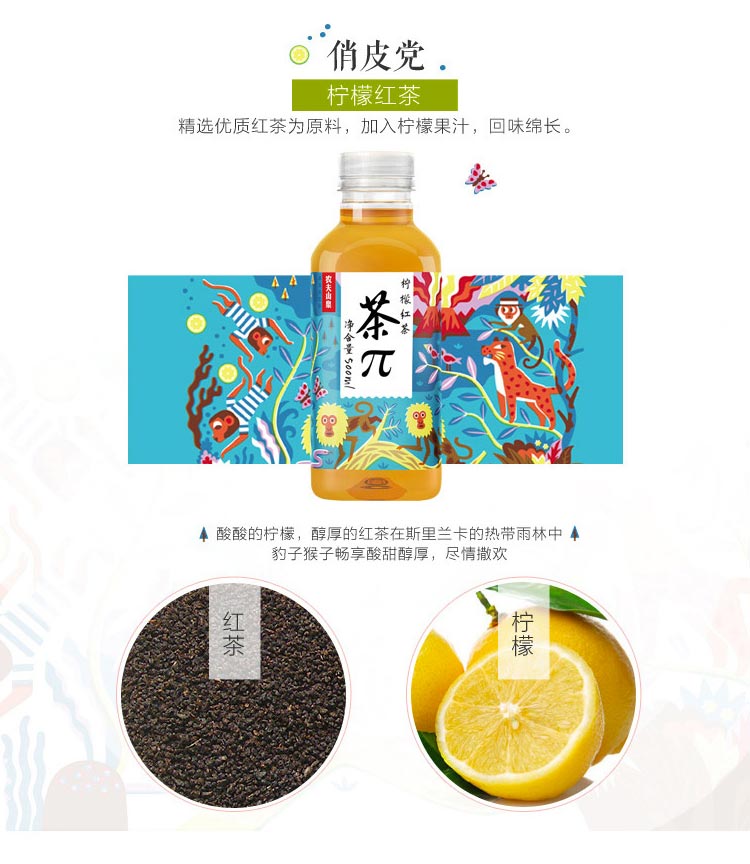 俏皮党
柠檬红茶
精选优质红茶为原料，加入柠檬果汁，回味绵长。
农夫山泉
柠檬红茶
茶π
净含量500ml
酸酸的柠檬，醇厚的红茶在斯里兰卡的热带雨林中
豹子猴子畅享酸甜醇厚，尽情撒欢
红茶
柠檬